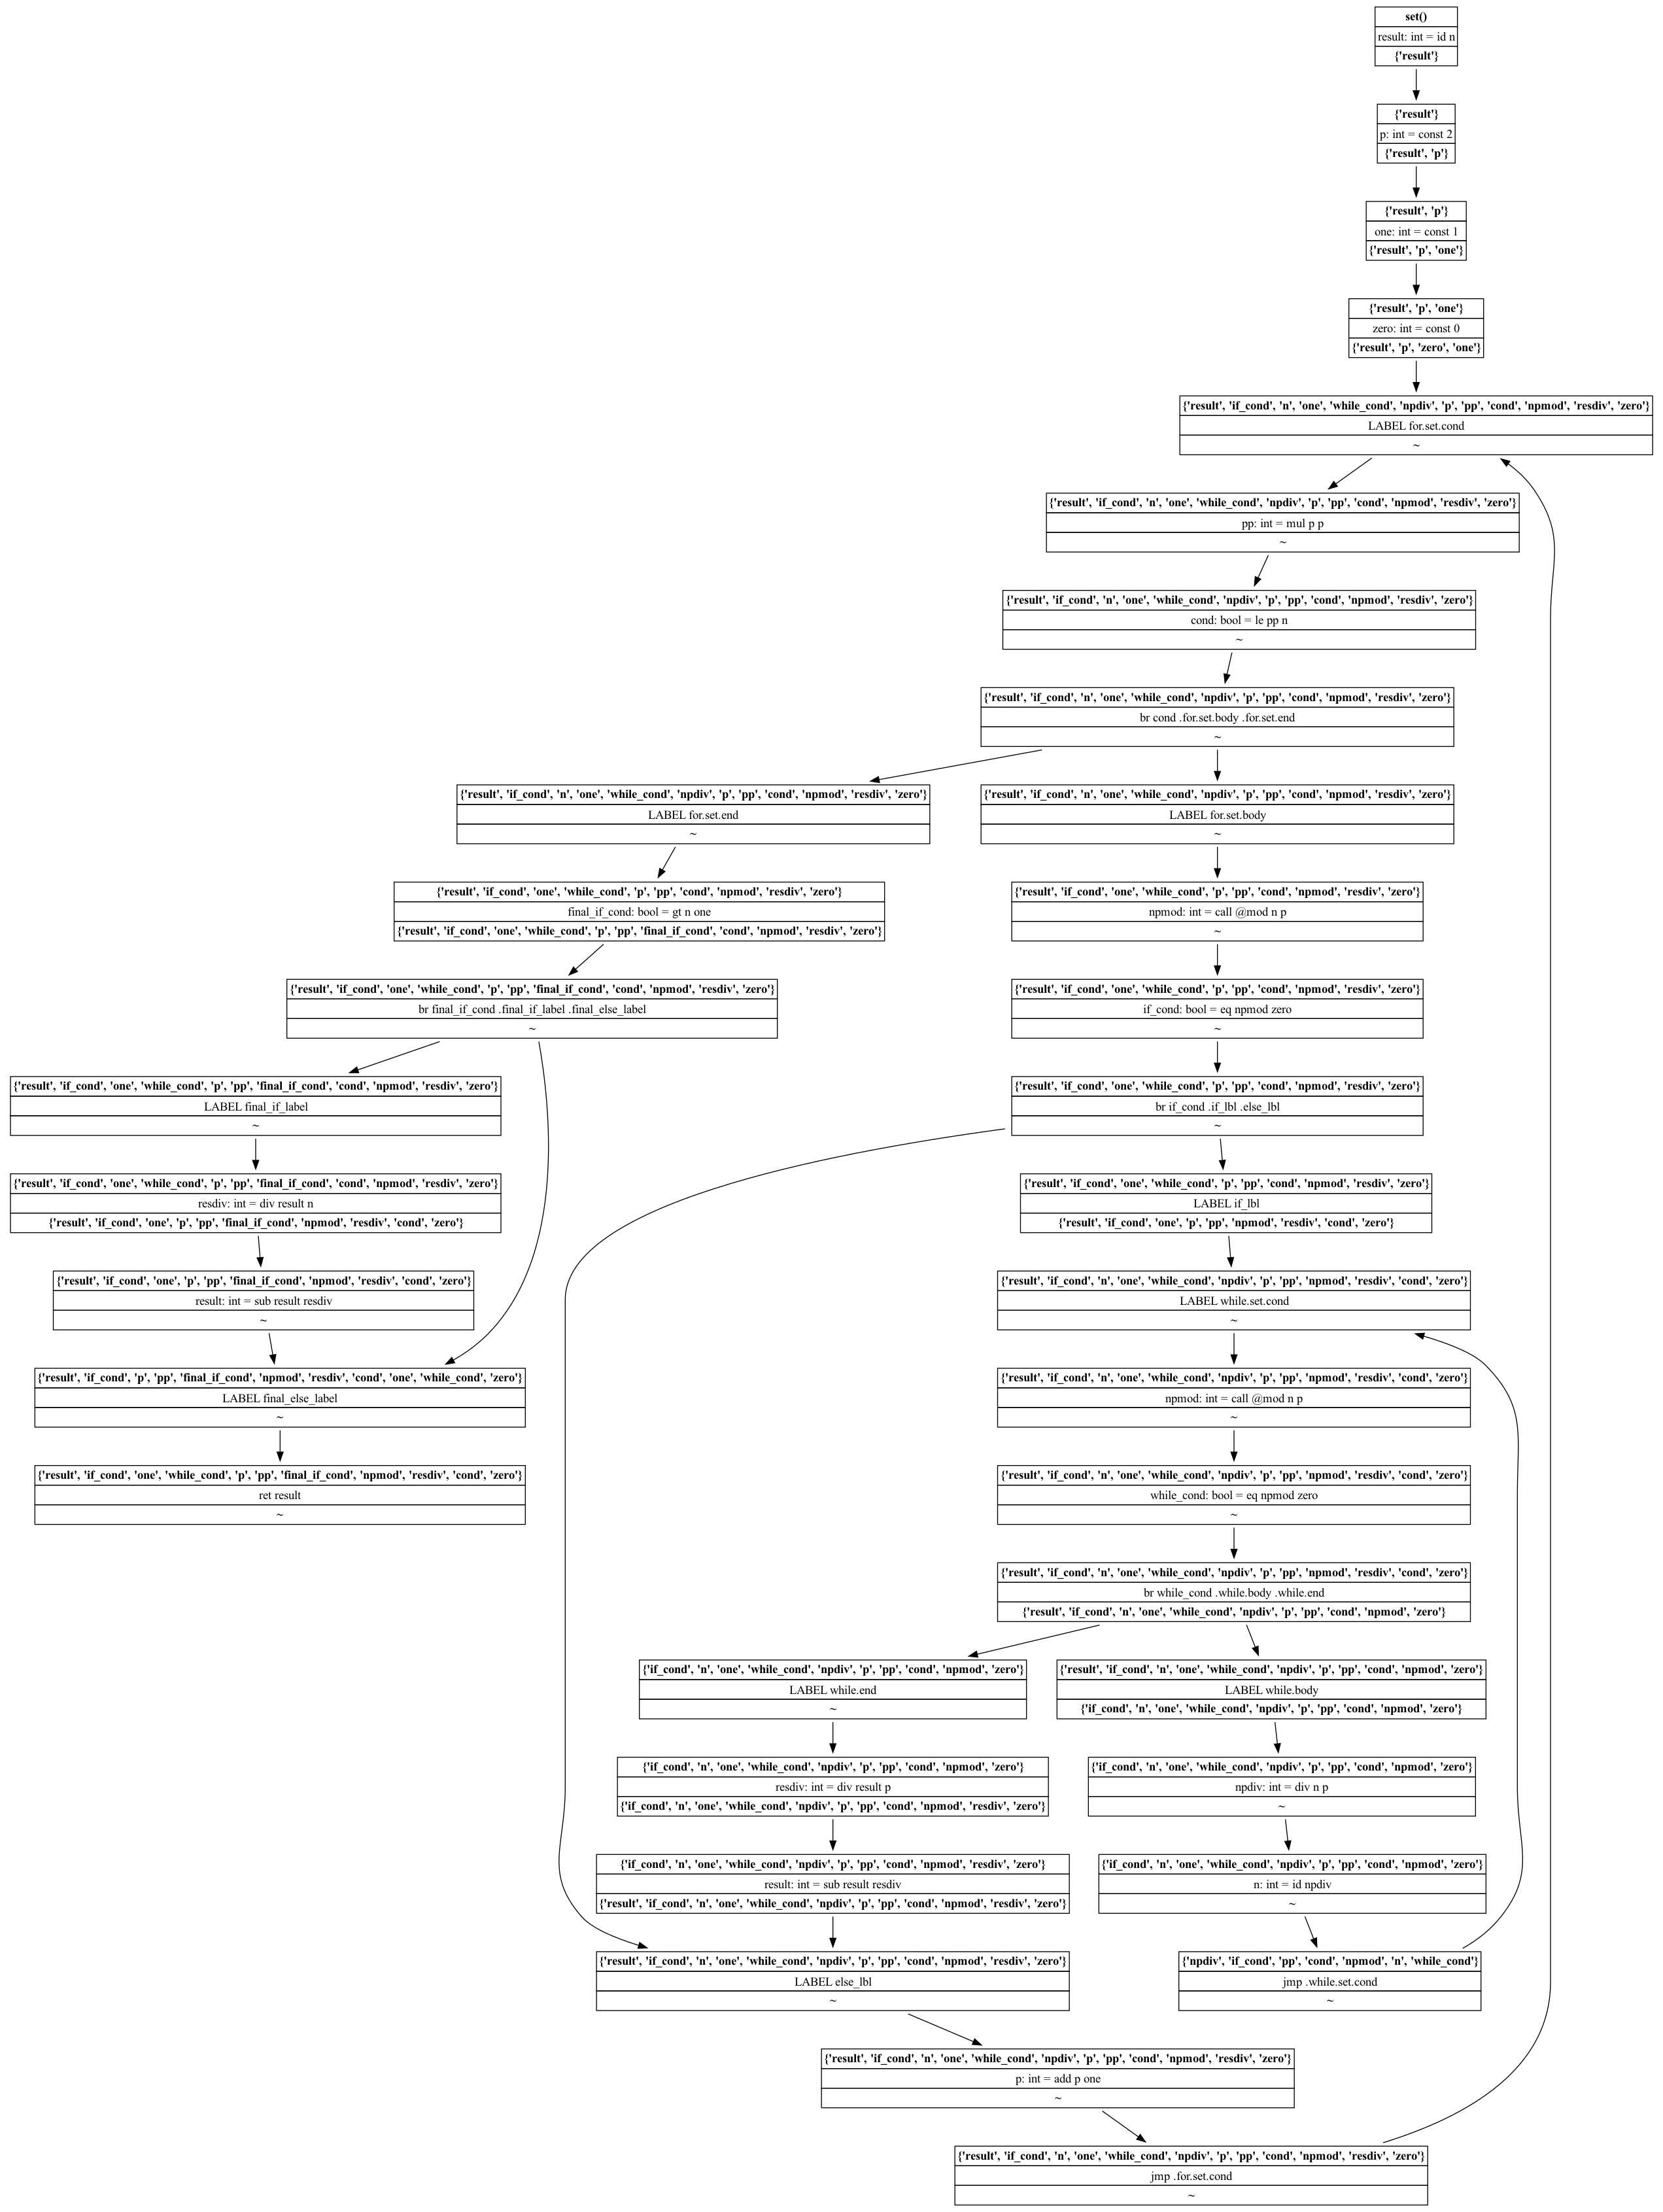 set()
result: int = id n
{'result'}
{'result'}
p: int = const 2
{'result', 'p'}
{'result', 'p'}
one: int = const 1
{'result', 'p', 'one'}
{'result', 'p', 'one'}
zero: int = const 0
{'result', 'p', 'zero', 'one'}
{'result', 'if_cond', 'n', 'one', 'while_cond', 'npdiv', 'p', 'pp', 'cond', 'npmod', 'resdiv', 'zero'}
LABEL for.set.cond
~
{'result', 'if_cond', 'n', 'one', 'while_cond', 'npdiv', 'p', 'pp', 'cond', 'npmod', 'resdiv', 'zero'}
pp: int = mul p p
~
{'result', 'if_cond', 'n', 'one', 'while_cond', 'npdiv', 'p', 'pp', 'cond', 'npmod', 'resdiv', 'zero'}
cond: bool = le pp n
~
{'result', 'if_cond', 'n', 'one', 'while_cond', 'npdiv', 'p', 'pp', 'cond', 'npmod', 'resdiv', 'zero'}
br cond .for.set.body .for.set.end
~
{'result', 'if_cond', 'n', 'one', 'while_cond', 'npdiv', 'p', 'pp', 'cond', 'npmod', 'resdiv', 'zero'}
LABEL for.set.end
~
{'result', 'if_cond', 'n', 'one', 'while_cond', 'npdiv', 'p', 'pp', 'cond', 'npmod', 'resdiv', 'zero'}
LABEL for.set.body
~
{'result', 'if_cond', 'one', 'while_cond', 'p', 'pp', 'cond', 'npmod', 'resdiv', 'zero'}
final_if_cond: bool = gt n one
{'result', 'if_cond', 'one', 'while_cond', 'p', 'pp', 'final_if_cond', 'cond', 'npmod', 'resdiv', 'zero'}
{'result', 'if_cond', 'one', 'while_cond', 'p', 'pp', 'cond', 'npmod', 'resdiv', 'zero'}
npmod: int = call @mod n p
~
{'result', 'if_cond', 'one', 'while_cond', 'p', 'pp', 'final_if_cond', 'cond', 'npmod', 'resdiv', 'zero'}
br final_if_cond .final_if_label .final_else_label
~
{'result', 'if_cond', 'one', 'while_cond', 'p', 'pp', 'cond', 'npmod', 'resdiv', 'zero'}
if_cond: bool = eq npmod zero
~
{'result', 'if_cond', 'one', 'while_cond', 'p', 'pp', 'final_if_cond', 'cond', 'npmod', 'resdiv', 'zero'}
LABEL final_if_label
~
{'result', 'if_cond', 'one', 'while_cond', 'p', 'pp', 'cond', 'npmod', 'resdiv', 'zero'}
br if_cond .if_lbl .else_lbl
~
{'result', 'if_cond', 'one', 'while_cond', 'p', 'pp', 'final_if_cond', 'cond', 'npmod', 'resdiv', 'zero'}
resdiv: int = div result n
{'result', 'if_cond', 'one', 'p', 'pp', 'final_if_cond', 'npmod', 'resdiv', 'cond', 'zero'}
{'result', 'if_cond', 'one', 'while_cond', 'p', 'pp', 'cond', 'npmod', 'resdiv', 'zero'}
LABEL if_lbl
{'result', 'if_cond', 'one', 'p', 'pp', 'npmod', 'resdiv', 'cond', 'zero'}
{'result', 'if_cond', 'one', 'p', 'pp', 'final_if_cond', 'npmod', 'resdiv', 'cond', 'zero'}
result: int = sub result resdiv
~
{'result', 'if_cond', 'n', 'one', 'while_cond', 'npdiv', 'p', 'pp', 'npmod', 'resdiv', 'cond', 'zero'}
LABEL while.set.cond
~
{'result', 'if_cond', 'p', 'pp', 'final_if_cond', 'npmod', 'resdiv', 'cond', 'one', 'while_cond', 'zero'}
LABEL final_else_label
~
{'result', 'if_cond', 'n', 'one', 'while_cond', 'npdiv', 'p', 'pp', 'npmod', 'resdiv', 'cond', 'zero'}
npmod: int = call @mod n p
~
{'result', 'if_cond', 'one', 'while_cond', 'p', 'pp', 'final_if_cond', 'npmod', 'resdiv', 'cond', 'zero'}
ret result
~
{'result', 'if_cond', 'n', 'one', 'while_cond', 'npdiv', 'p', 'pp', 'npmod', 'resdiv', 'cond', 'zero'}
while_cond: bool = eq npmod zero
~
{'result', 'if_cond', 'n', 'one', 'while_cond', 'npdiv', 'p', 'pp', 'npmod', 'resdiv', 'cond', 'zero'}
br while_cond .while.body .while.end
{'result', 'if_cond', 'n', 'one', 'while_cond', 'npdiv', 'p', 'pp', 'cond', 'npmod', 'zero'}
{'if_cond', 'n', 'one', 'while_cond', 'npdiv', 'p', 'pp', 'cond', 'npmod', 'zero'}
LABEL while.end
~
{'result', 'if_cond', 'n', 'one', 'while_cond', 'npdiv', 'p', 'pp', 'cond', 'npmod', 'zero'}
LABEL while.body
{'if_cond', 'n', 'one', 'while_cond', 'npdiv', 'p', 'pp', 'cond', 'npmod', 'zero'}
{'if_cond', 'n', 'one', 'while_cond', 'npdiv', 'p', 'pp', 'cond', 'npmod', 'zero'}
resdiv: int = div result p
{'if_cond', 'n', 'one', 'while_cond', 'npdiv', 'p', 'pp', 'cond', 'npmod', 'resdiv', 'zero'}
{'if_cond', 'n', 'one', 'while_cond', 'npdiv', 'p', 'pp', 'cond', 'npmod', 'zero'}
npdiv: int = div n p
~
{'if_cond', 'n', 'one', 'while_cond', 'npdiv', 'p', 'pp', 'cond', 'npmod', 'resdiv', 'zero'}
result: int = sub result resdiv
{'result', 'if_cond', 'n', 'one', 'while_cond', 'npdiv', 'p', 'pp', 'cond', 'npmod', 'resdiv', 'zero'}
{'if_cond', 'n', 'one', 'while_cond', 'npdiv', 'p', 'pp', 'cond', 'npmod', 'zero'}
n: int = id npdiv
~
{'result', 'if_cond', 'n', 'one', 'while_cond', 'npdiv', 'p', 'pp', 'cond', 'npmod', 'resdiv', 'zero'}
LABEL else_lbl
~
{'npdiv', 'if_cond', 'pp', 'cond', 'npmod', 'n', 'while_cond'}
jmp .while.set.cond
~
{'result', 'if_cond', 'n', 'one', 'while_cond', 'npdiv', 'p', 'pp', 'cond', 'npmod', 'resdiv', 'zero'}
p: int = add p one
~
{'result', 'if_cond', 'n', 'one', 'while_cond', 'npdiv', 'p', 'pp', 'cond', 'npmod', 'resdiv', 'zero'}
jmp .for.set.cond
~